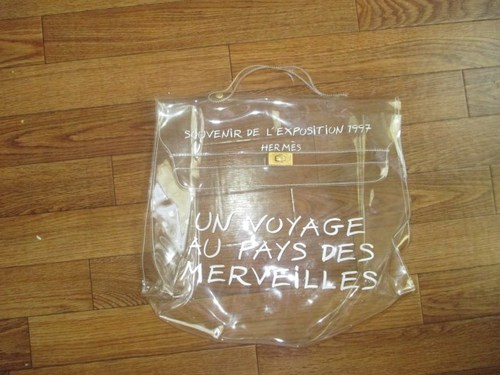 SOUVENIR DE L'EXPOSITION 1997
HERMÈS
UN VOYAGE
AU PAYS DES
MERVEiLLES